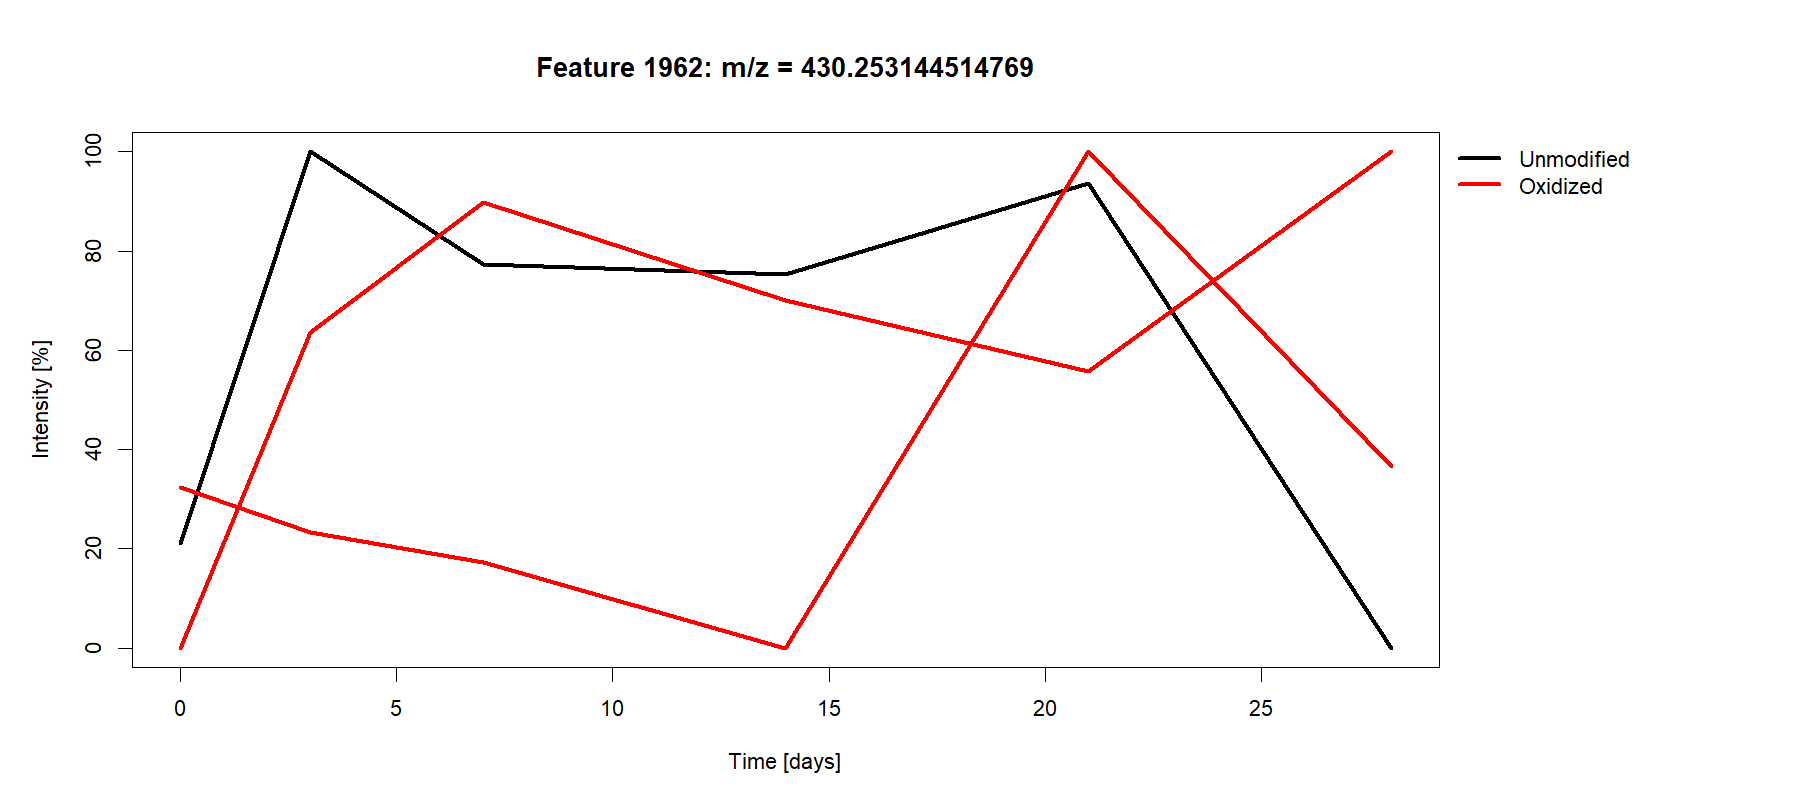 Feature 1962: m/z = 430.253144514769
Unmodified
Oxidized
Intensity [%]
100
80
60
40
20
0
0 5 10 15 20 25
Time [days]